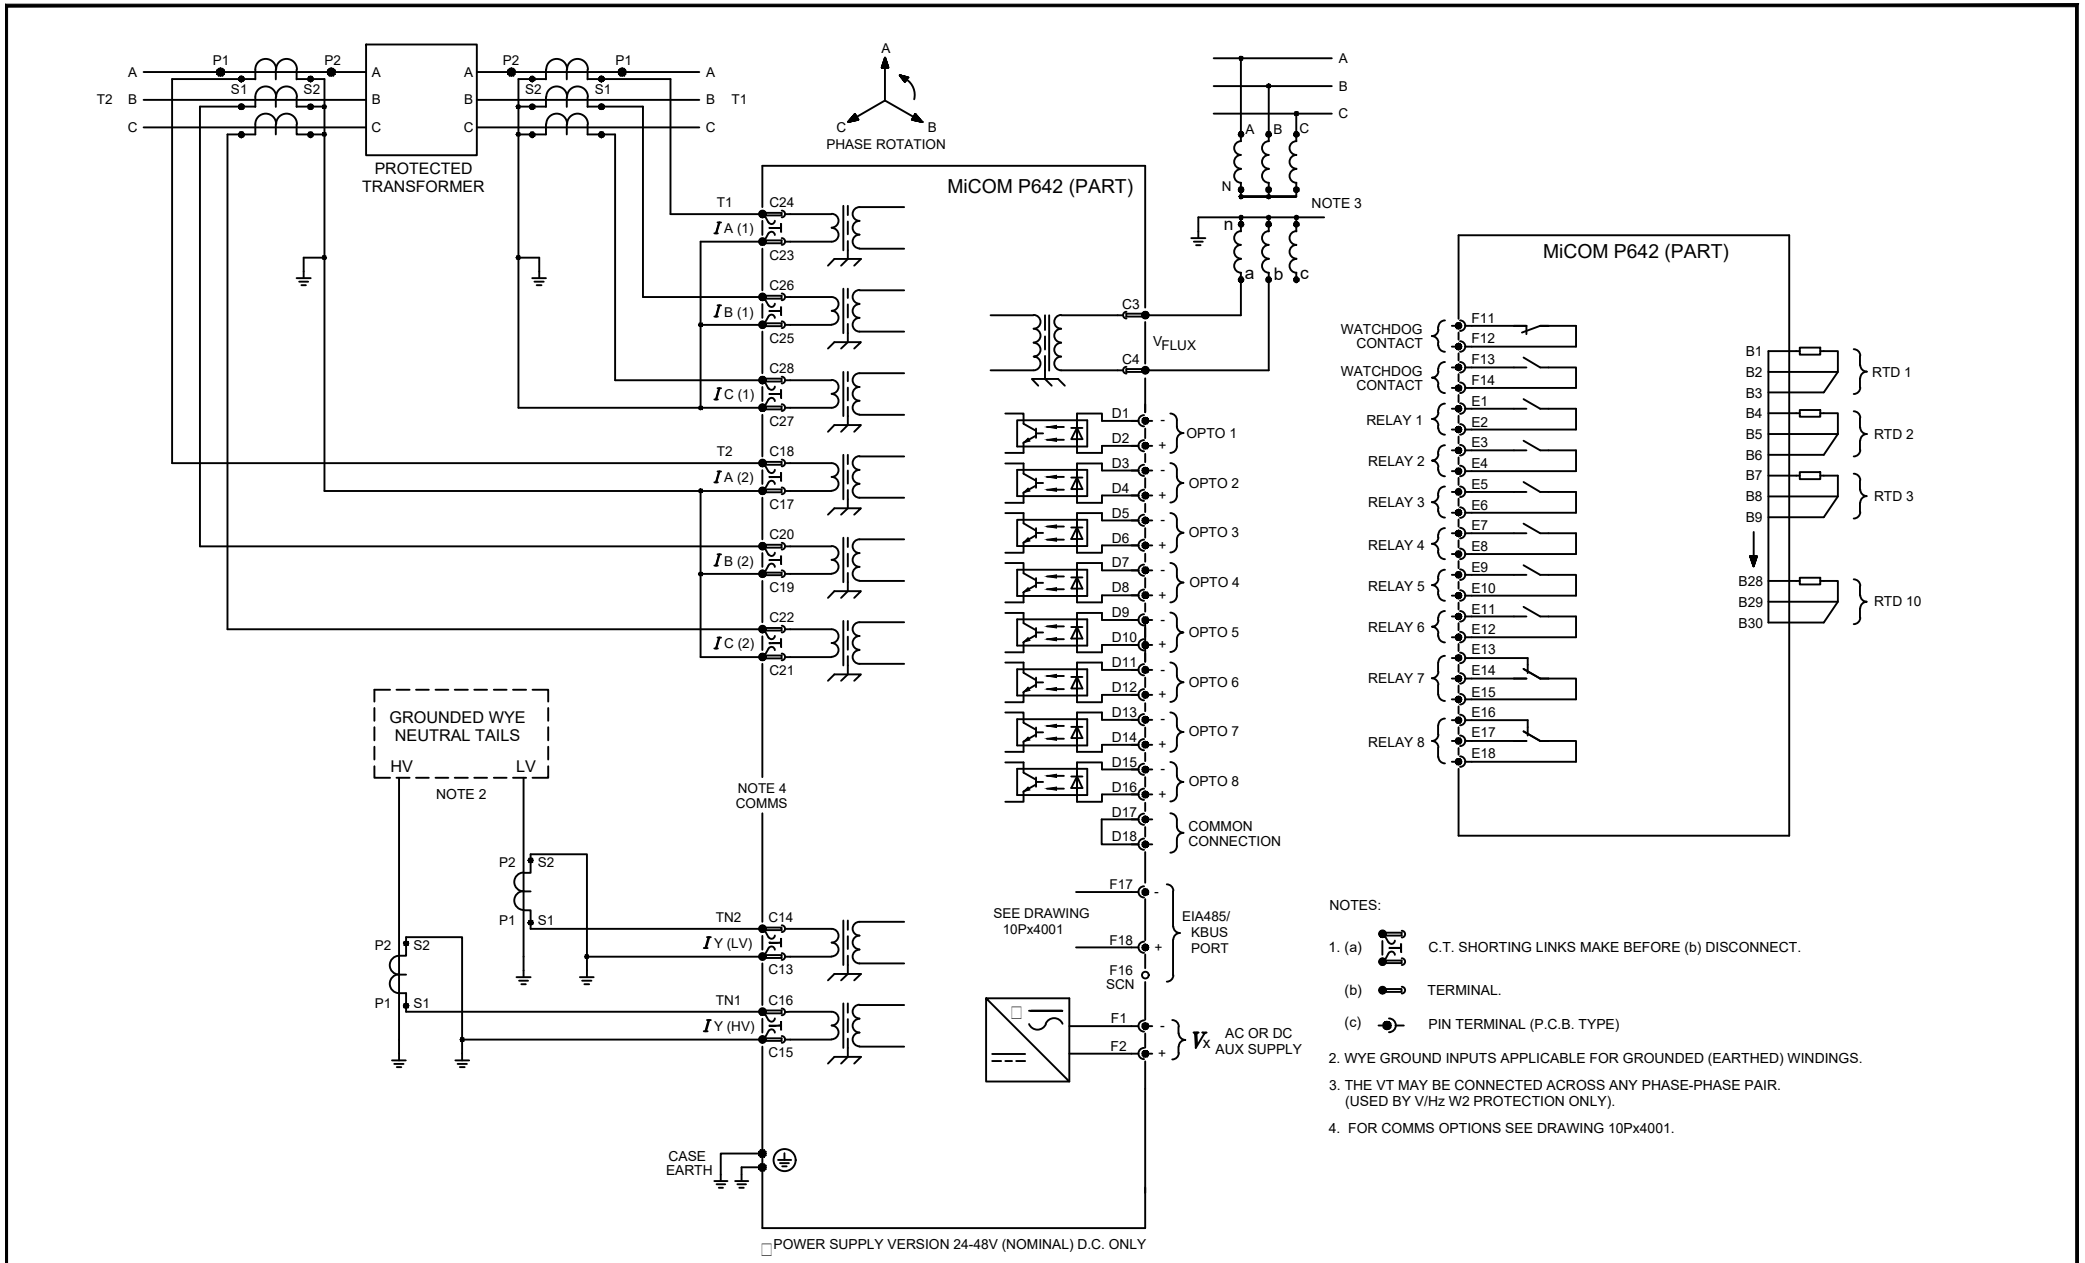 P1 P2 P2 P1
A A A A
S1 S2 S2 S1
T2 B B B B T1
C C C C
PROTECTED
TRANSFORMER
A
C B
PHASE ROTATION
A
B
C
A B C
N
NOTE 3
n
a b c
MiCOM P642 (PART)
T1 C24
I A (1)
C23
C26
I B (1)
C25
C28
I C (1)
C27
T2 C18
I A (2)
C17
C20
I B (2)
C19
C22
I C (2)
C21
C3
VFLUX
C4
D1 -
OPTO 1
D2 +
D3 -
OPTO 2
D4 +
D5 -
OPTO 3
D6 +
D7 -
OPTO 4
D8 +
D9 -
OPTO 5
D10 +
D11 -
OPTO 6
D12 +
D13 -
OPTO 7
D14 +
D15 -
OPTO 8
D16 +
D17
COMMON
CONNECTION
D18
GROUNDED WYE
NEUTRAL TAILS
HV LV
NOTE 2
NOTE 4
COMMS
P2 S2
P1 S1
TN2 C14
I Y (LV)
C13
P2 S2
P1 S1
TN1 C16
I Y (HV)
C15
F17 -
SEE DRAWING
10Px4001
EIA485/
KBUS
PORT
F18 +
F16
SCN
F1 -
Vx AC OR DC
AUX SUPPLY
F2 +
CASE
EARTH
POWER SUPPLY VERSION 24-48V (NOMINAL) D.C. ONLY
MiCOM P642 (PART)
WATCHDOG
CONTACT
F11
F12
WATCHDOG
CONTACT
F13
F14
RELAY 1
E1
E2
RELAY 2
E3
E4
RELAY 3
E5
E6
RELAY 4
E7
E8
RELAY 5
E9
E10
RELAY 6
E11
E12
RELAY 7
E13
E14
E15
RELAY 8
E16
E17
E18
B1
B2
B3
RTD 1
B4
B5
B6
RTD 2
B7
B8
B9
RTD 3
B28
B29
B30
RTD 10
NOTES:
1. (a) C.T. SHORTING LINKS MAKE BEFORE (b) DISCONNECT.
(b) TERMINAL.
(c) PIN TERMINAL (P.C.B. TYPE)
2. WYE GROUND INPUTS APPLICABLE FOR GROUNDED (EARTHED) WINDINGS.
3. THE VT MAY BE CONNECTED ACROSS ANY PHASE-PHASE PAIR.
(USED BY V/Hz W2 PROTECTION ONLY).
4. FOR COMMS OPTIONS SEE DRAWING 10Px4001.